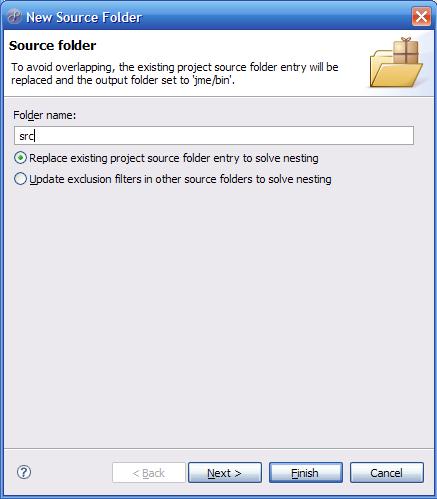 New Source Folder
Source folder
To avoid overlapping, the existing project source folder entry will be
replaced and the output folder set to 'jme/bin'.
Folder name:
src
Replace existing project source folder entry to solve nesting
Update exclusion filters in other source folders to solve nesting
?
< Back
Next >
Finish
Cancel